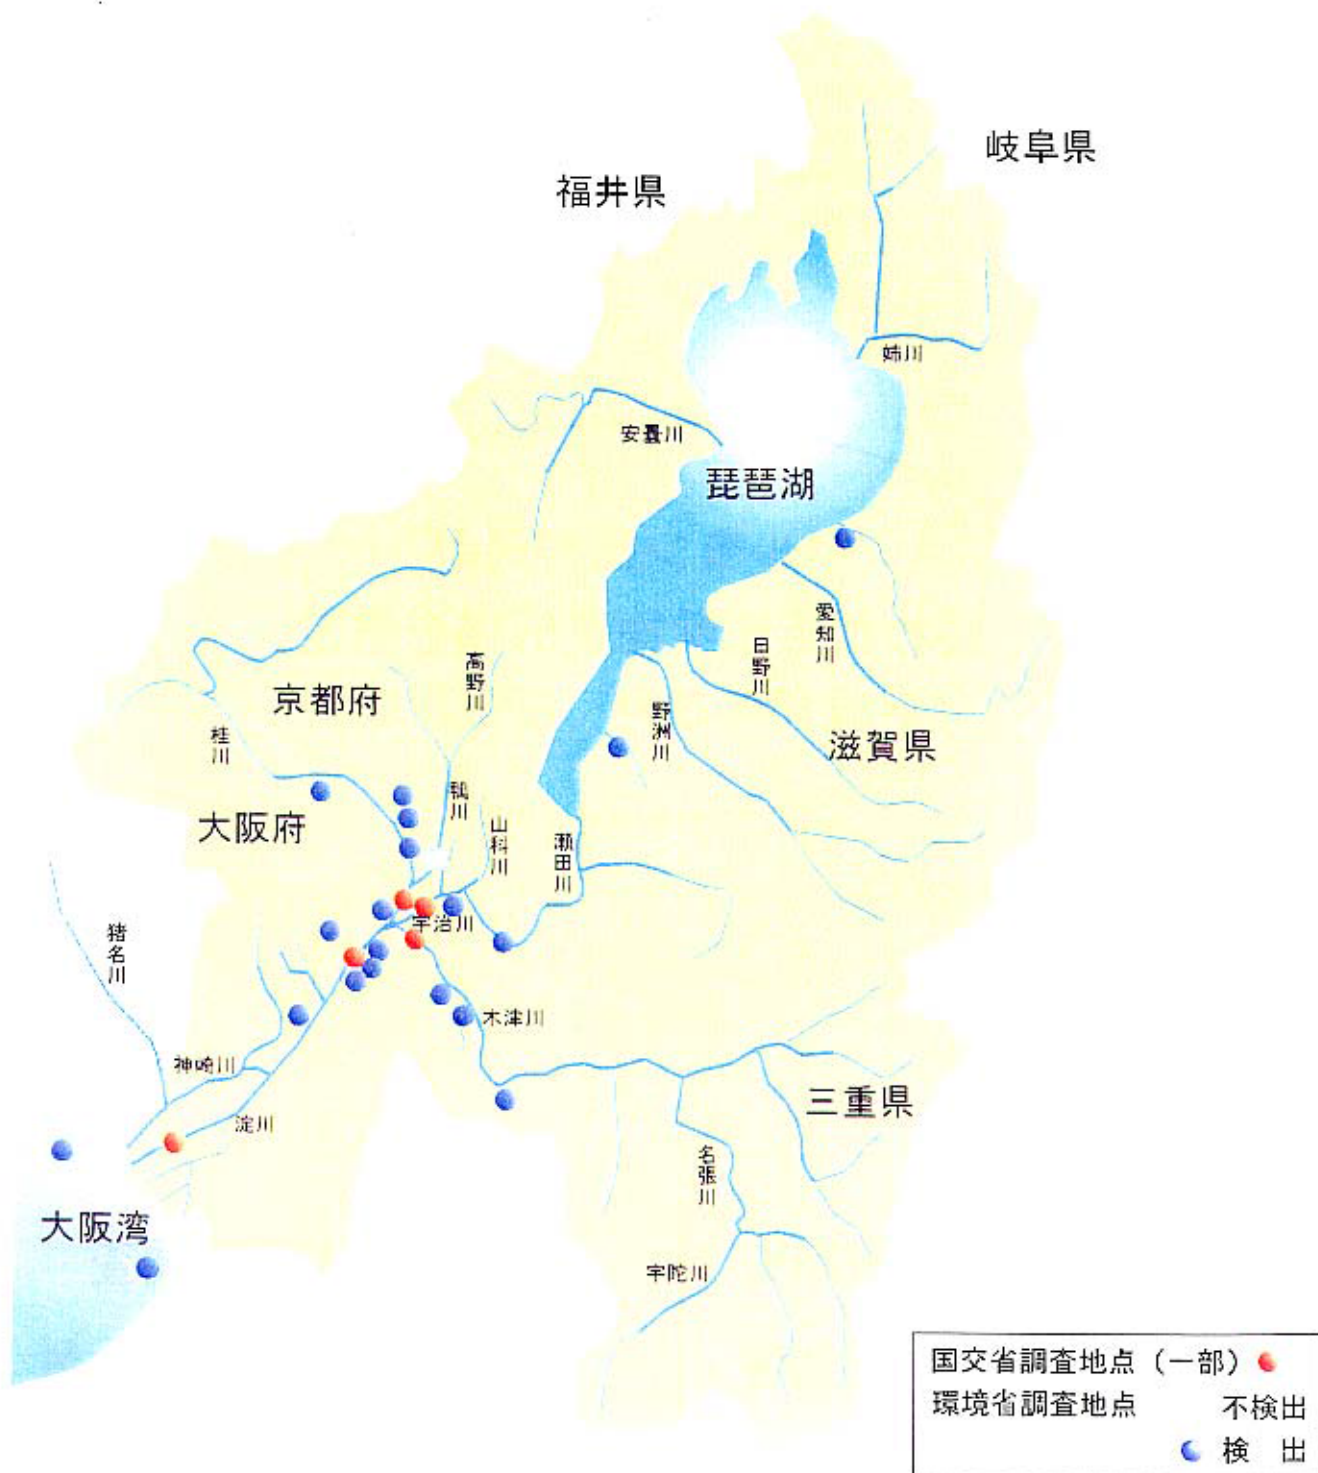 岐阜県
福井県
姉川
安曇川
琵琶湖
愛知川
日野川
高野川
京都府
野洲川
滋賀県
桂川
鴨川
大阪府
山科川
瀬田川
宇治川
猪名川
木津川
神崎川
三重県
淀川
名張川
大阪湾
宇陀川
国交省調査地点（一部）
環境省調査地点 不検出
検 出